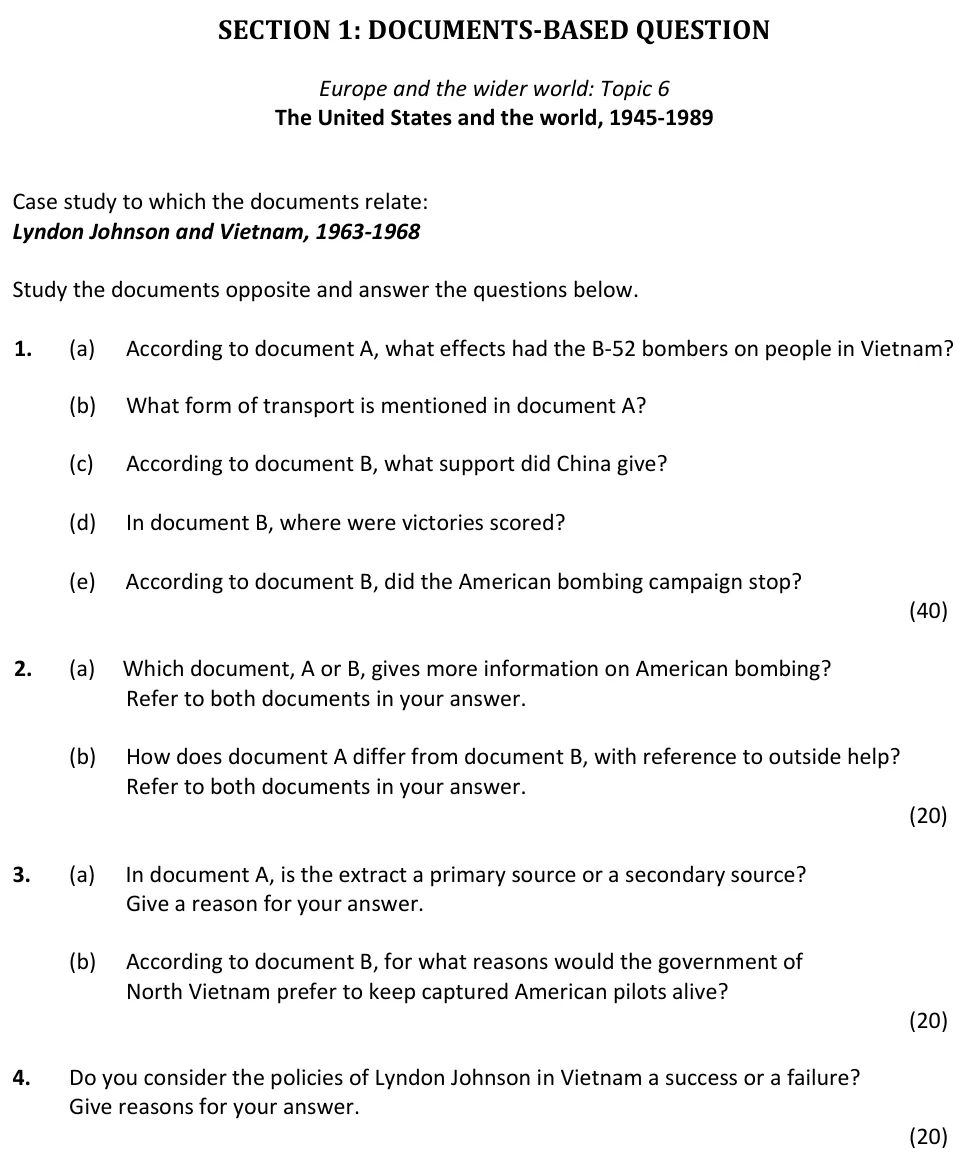 SECTION 1: DOCUMENTS-BASED QUESTION
Europe and the wider world: Topic 6
The United States and the world, 1945-1989
Case study to which the documents relate:
Lyndon Johnson and Vietnam, 1963-1968
Study the documents opposite and answer the questions below.
1. (a) According to document A, what effects had the B-52 bombers on people in Vietnam?
(b) What form of transport is mentioned in document A?
(c) According to document B, what support did China give?
(d) In document B, where were victories scored?
(e) According to document B, did the American bombing campaign stop?
(40)
2. (a) Which document, A or B, gives more information on American bombing?
Refer to both documents in your answer.
(b) How does document A differ from document B, with reference to outside help?
Refer to both documents in your answer.
(20)
3. (a) In document A, is the extract a primary source or a secondary source?
Give a reason for your answer.
(b) According to document B, for what reasons would the government of
North Vietnam prefer to keep captured American pilots alive?
(20)
4. Do you consider the policies of Lyndon Johnson in Vietnam a success or a failure?
Give reasons for your answer.
(20)